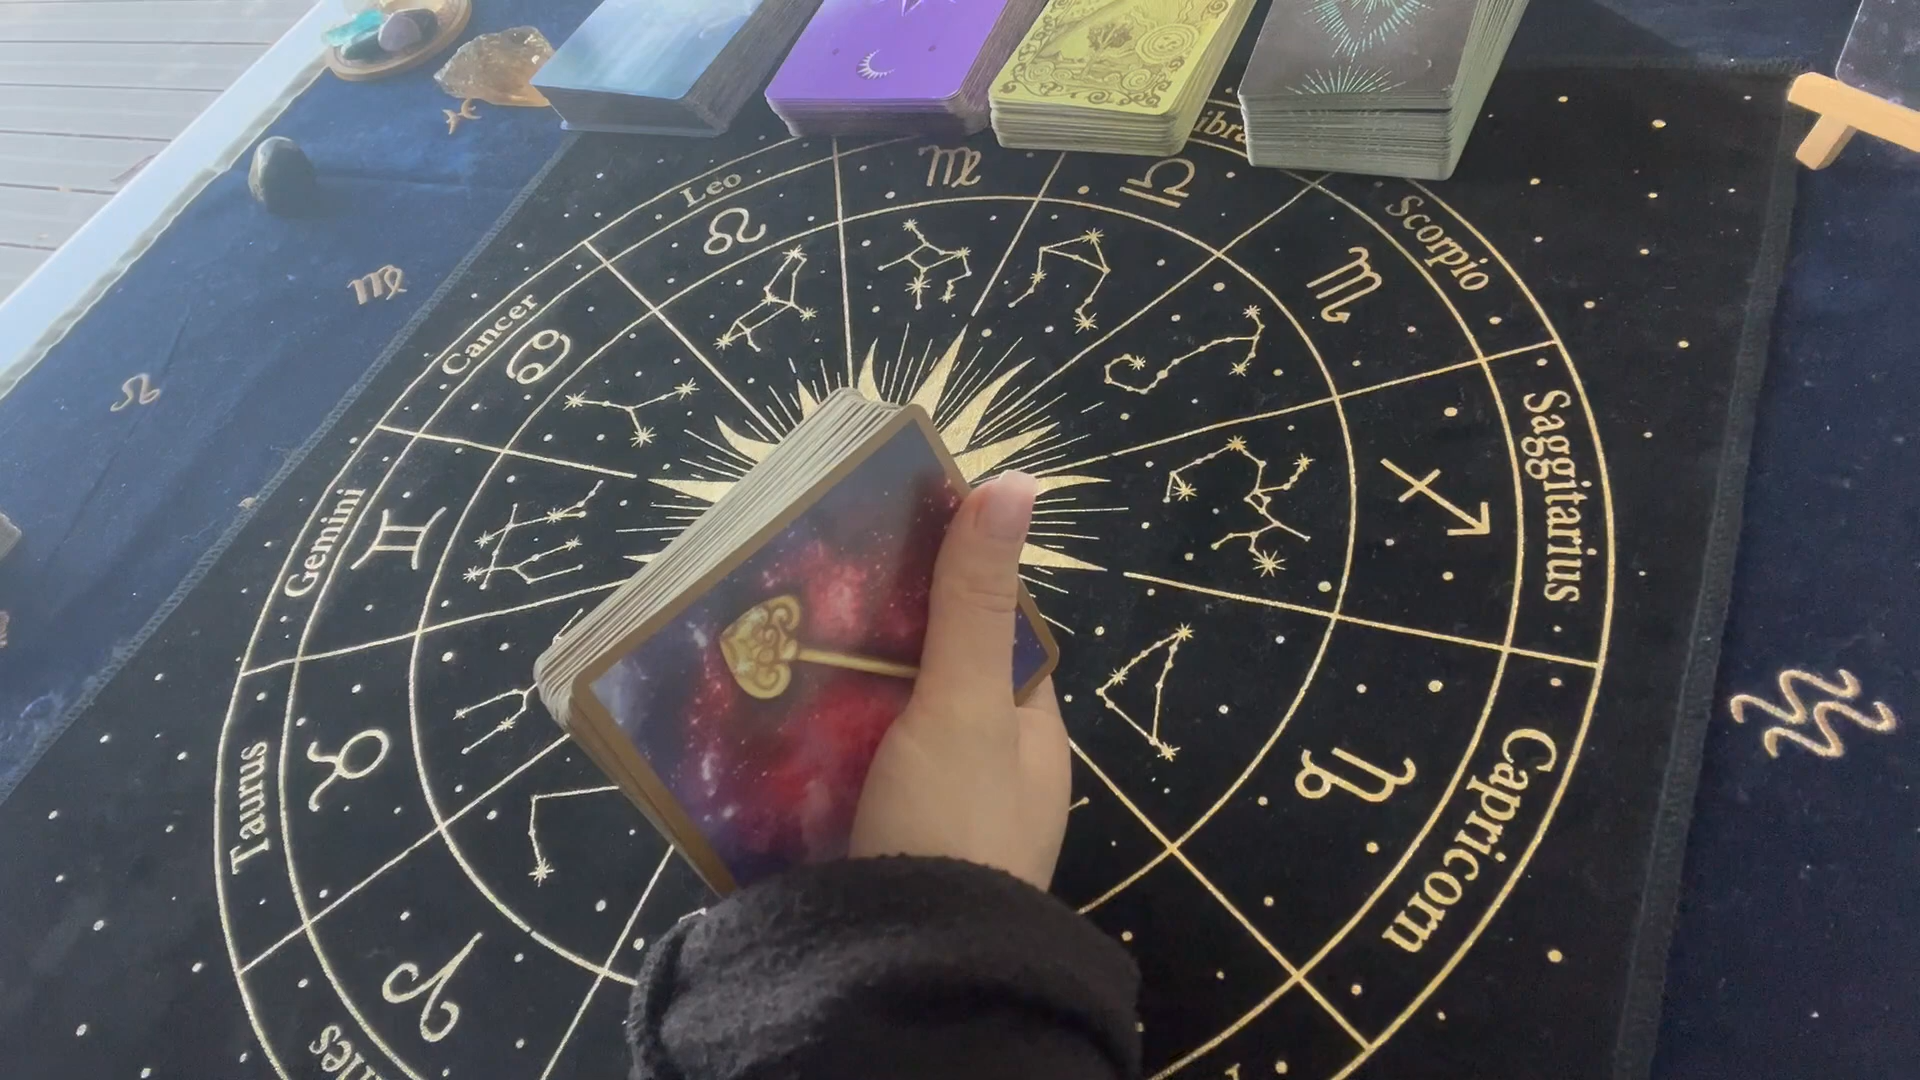 Leo
Cancer
Gemini
Taurus
Scorpio
Saggitarius
Capricorn